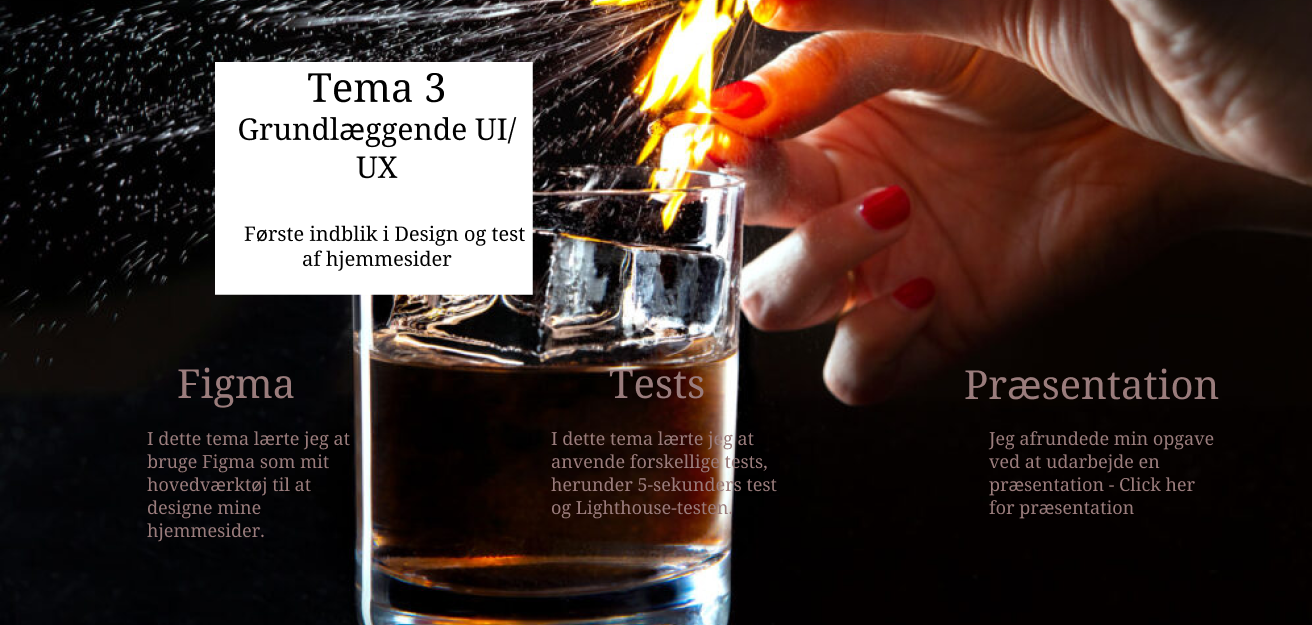 Tema 3
Grundlæggende UI/
UX
Første indblik i Design og test
af hjemmesider
Figma
I dette tema lærte jeg at
bruge Figma som mit
hovedværktøj til at
designe mine
hjemmesider.
Tests
I dette tema lærte jeg at
anvende forskellige tests,
herunder 5-sekunders test
og Lighthouse-testen.
Præsentation
Jeg afrundede min opgave
ved at udarbejde en
præsentation - Click her
for præsentation